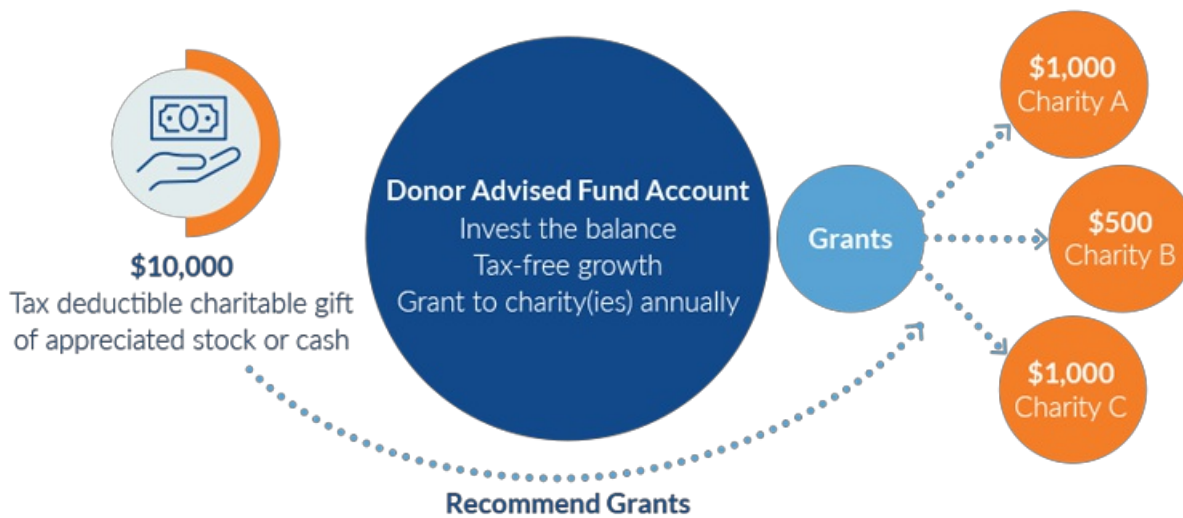 $10,000
Tax deductible charitable gift
of appreciated stock or cash
Donor Advised Fund Account
Invest the balance
Tax-free growth
Grant to charity(ies) annually
Recommend Grants
Grants
$1,000
Charity A
$500
Charity B
$1,000
Charity C